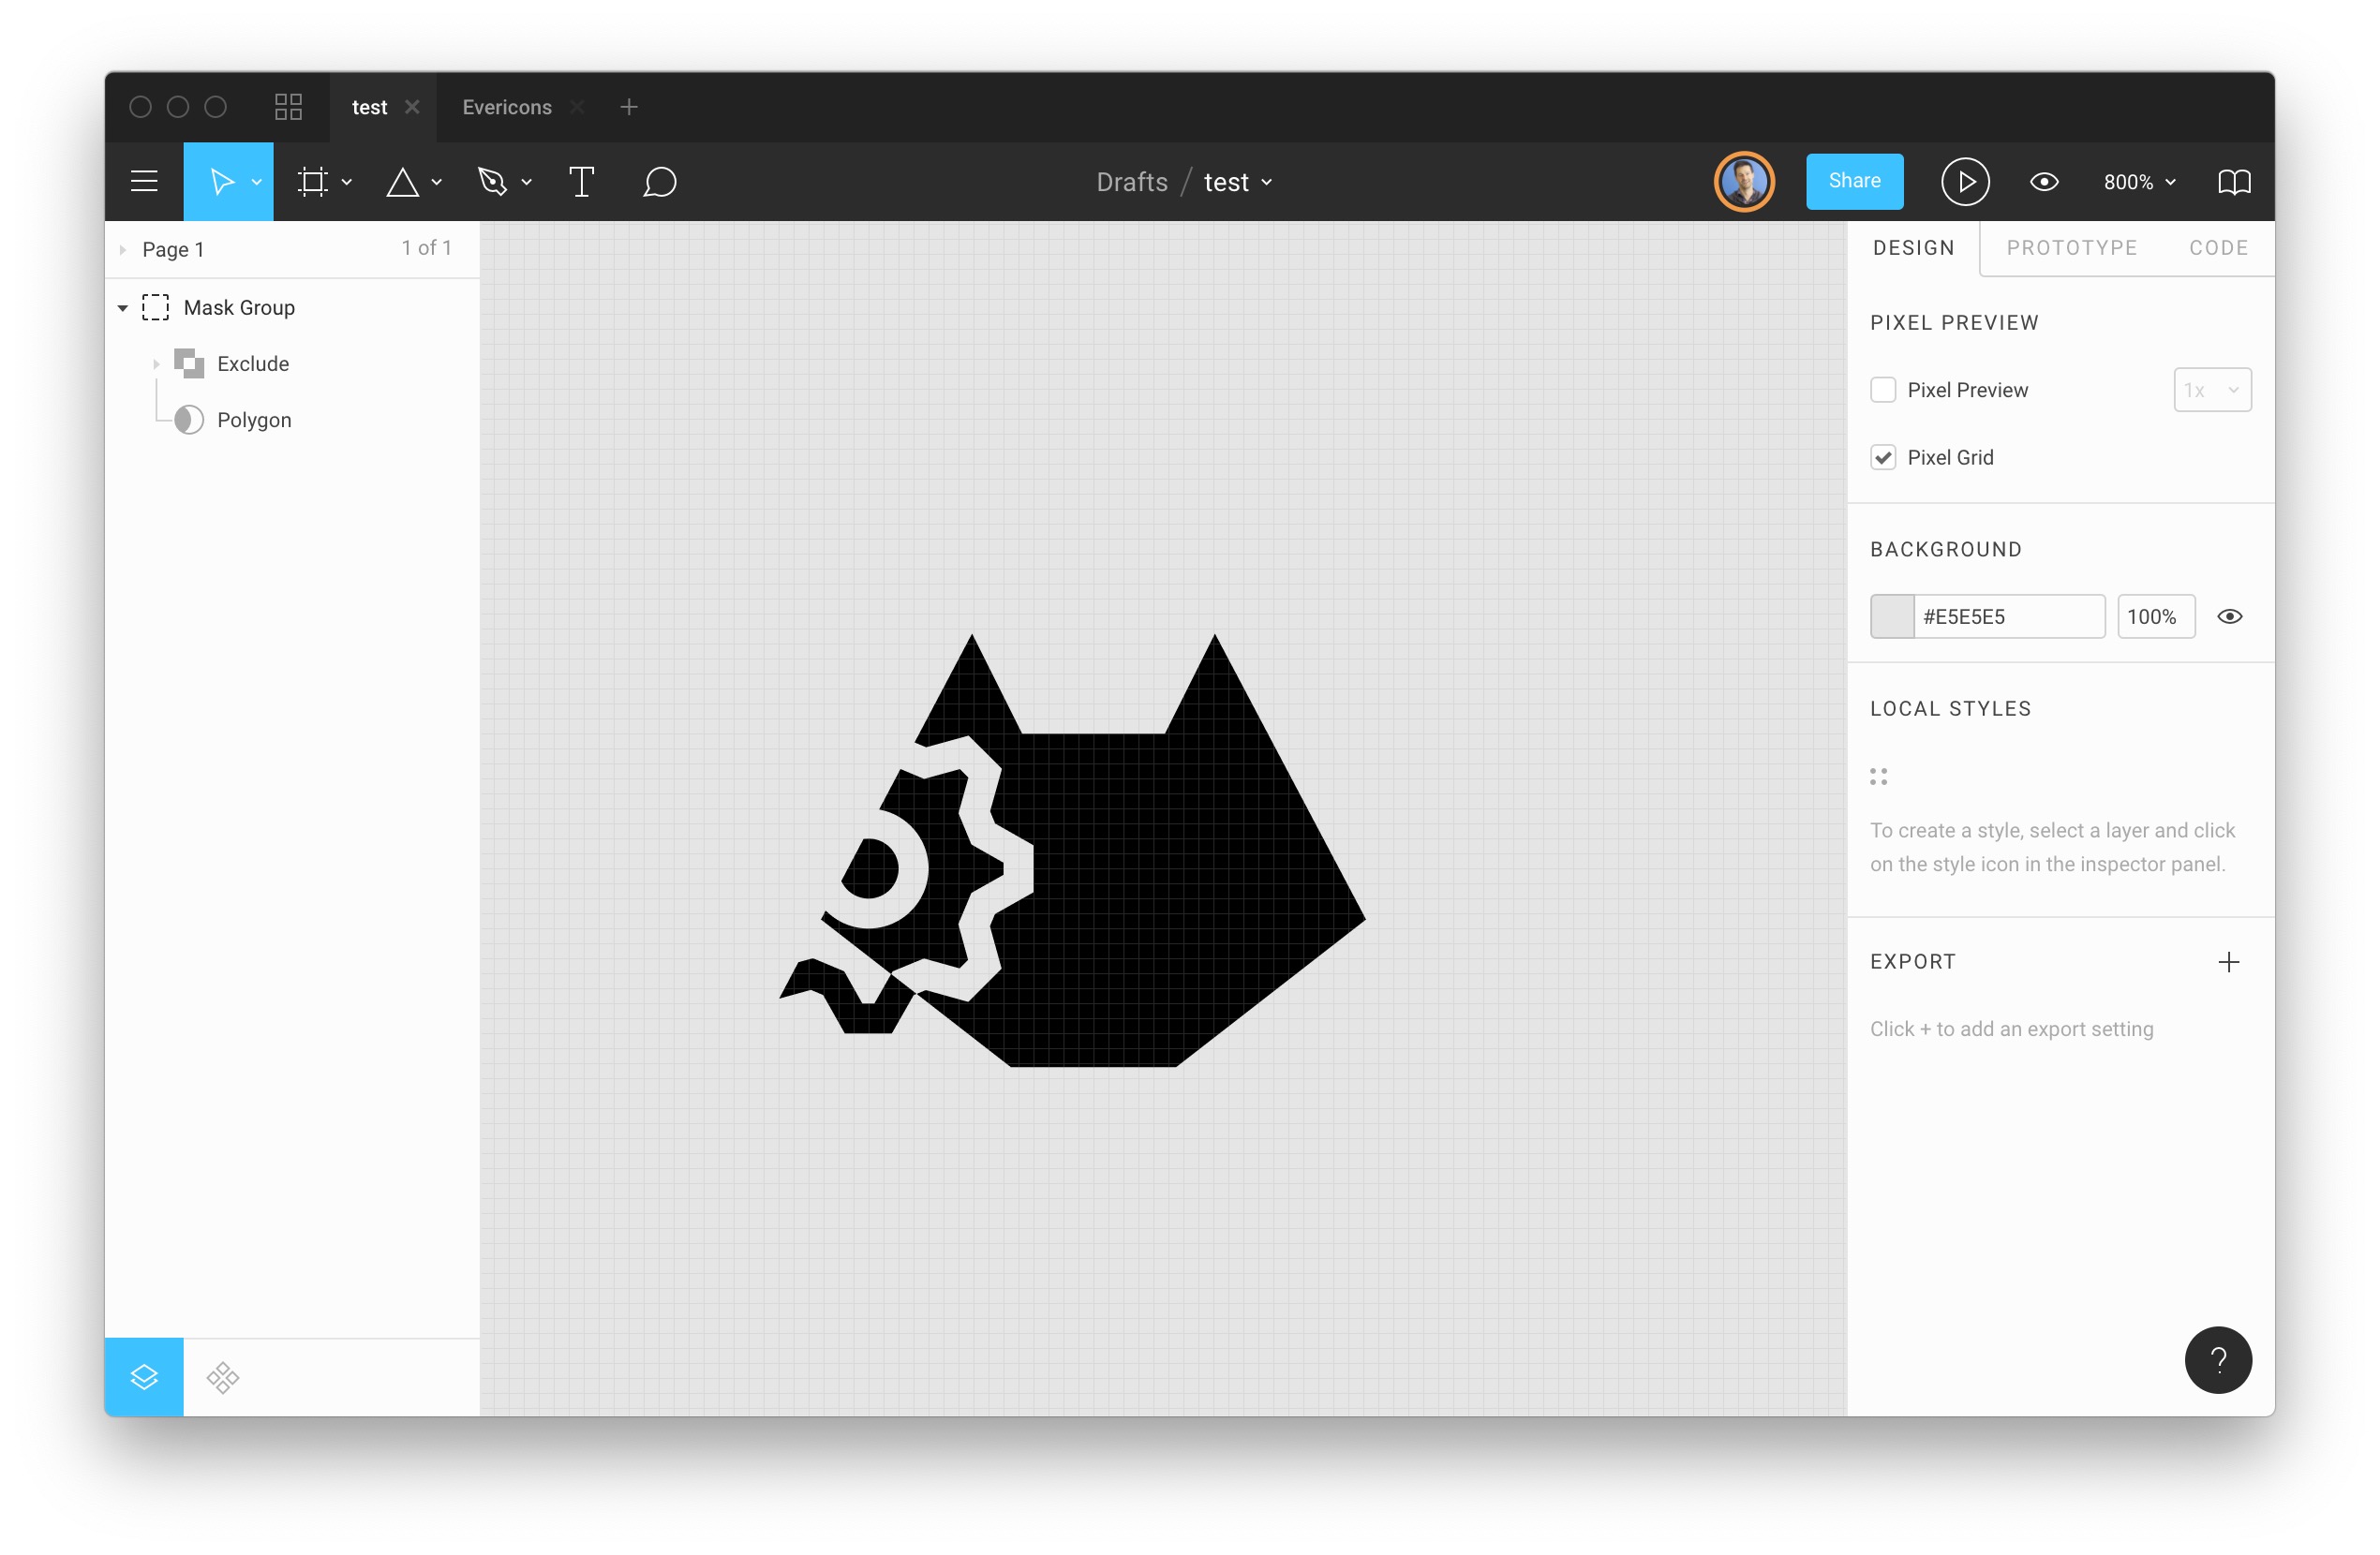 test
Evericons
Drafts / test
Share
800%
Page 1
1 of 1
DESIGN
PROTOTYPE
CODE
Mask Group
Exclude
Polygon
PIXEL PREVIEW
Pixel Preview
1x
Pixel Grid
BACKGROUND
#E5E5E5
100%
LOCAL STYLES
To create a style, select a layer and click
on the style icon in the inspector panel.
EXPORT
Click + to add an export setting
?